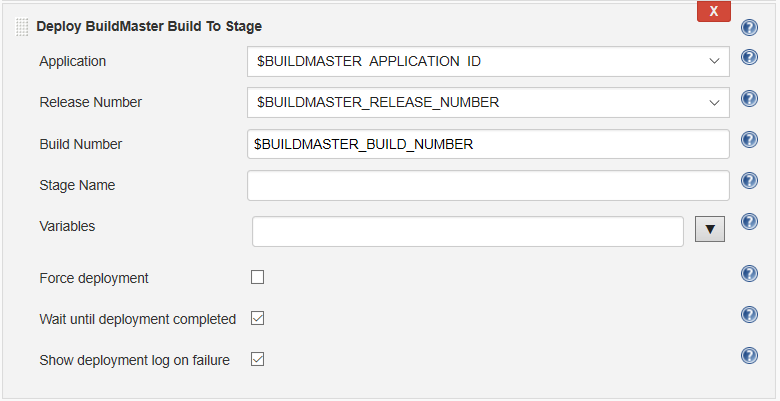 X
Deploy BuildMaster Build To Stage
Application
$BUILDMASTER_APPLICATION_ID
Release Number
$BUILDMASTER_RELEASE_NUMBER
Build Number
$BUILDMASTER_BUILD_NUMBER
Stage Name
Variables
Force deployment
Wait until deployment completed
Show deployment log on failure